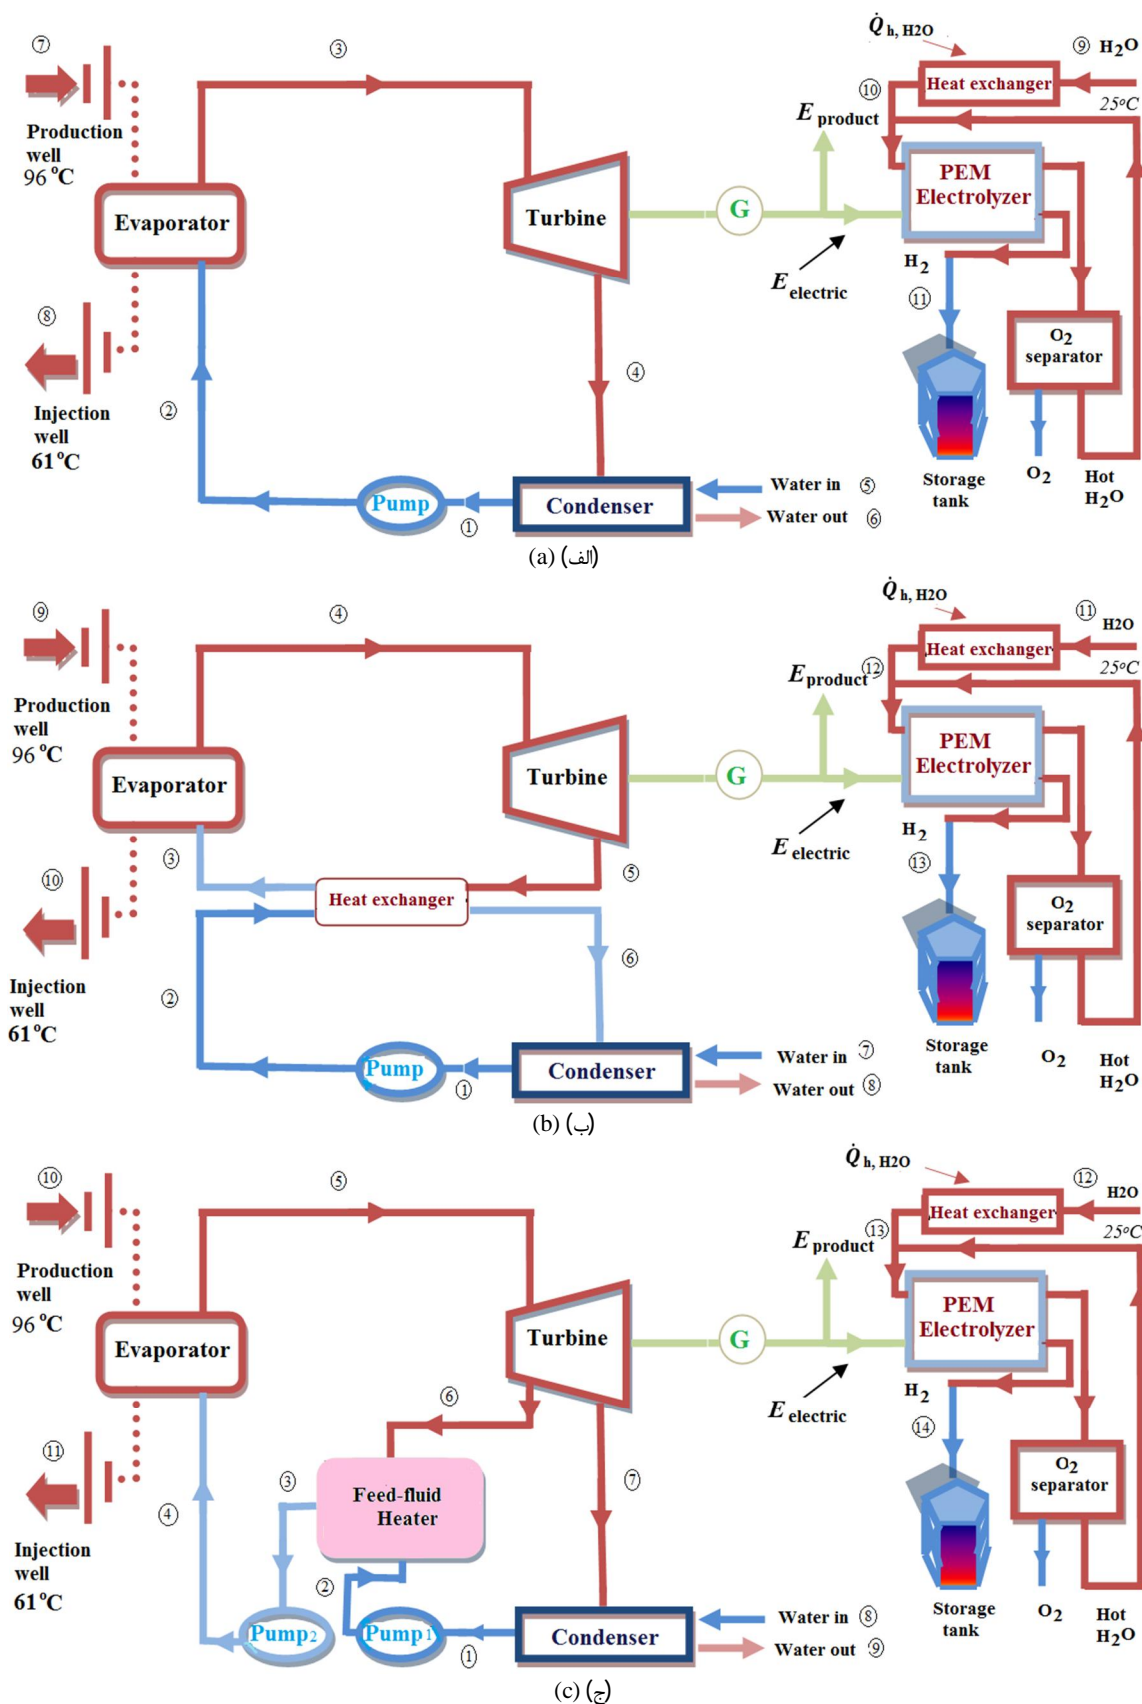 Q̇h, H2O
⑦
③
⑨ H2O
Heat exchanger
⑩
25°C
Production
well
96 °C
E product
PEM
Electrolyzer
Evaporator
Turbine
G
H2
E electric
⑧
⑪
O2
separator
④
Injection
well
61°C
②
Storage
tank
O2
Hot
H2O
Pump
①
Condenser
Water in ⑤
Water out ⑥
(a) (الف)
Q̇h, H2O
⑨
④
⑪
H2O
Heat exchanger
⑫
25°C
Production
well
96 °C
E product
PEM
Electrolyzer
Evaporator
Turbine
G
H2
E electric
③
⑩
⑤
⑬
Heat exchanger
O2
separator
⑥
Injection
well
61°C
②
Storage
tank
O2
Hot
H2O
Pump
①
Condenser
Water in ⑦
Water out ⑧
(b) (ب)
Q̇h, H2O
⑩
⑤
⑫
H2O
Heat exchanger
⑬
25°C
Production
well
96 °C
E product
PEM
Electrolyzer
Evaporator
Turbine
G
H2
E electric
⑥
⑪
⑭
③
⑦
Feed-fluid
Heater
O2
separator
④
Injection
well
61°C
②
Storage
tank
O2
Hot
H2O
Pump2
Pump1
①
Condenser
Water in ⑧
Water out ⑨
(c) (ج)